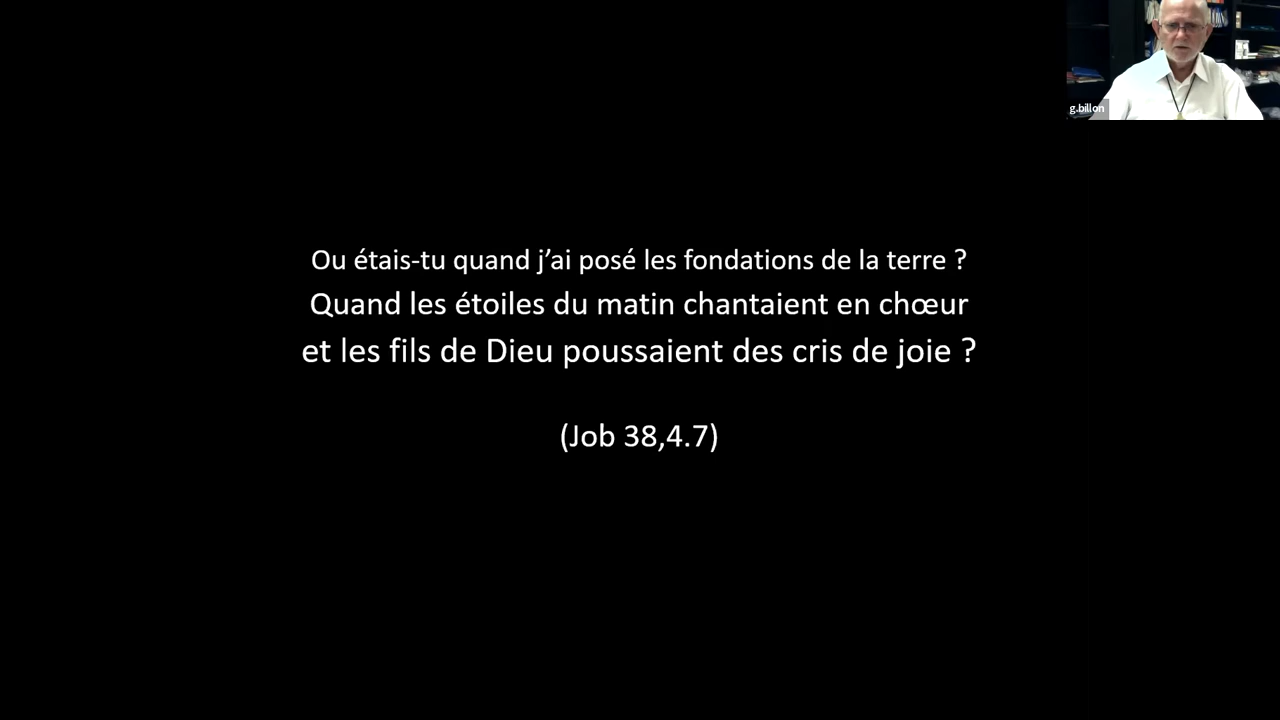 g.billon
Ou étais-tu quand j’ai posé les fondations de la terre ?
Quand les étoiles du matin chantaient en chœur
et les fils de Dieu poussaient des cris de joie ?
(Job 38,4.7)